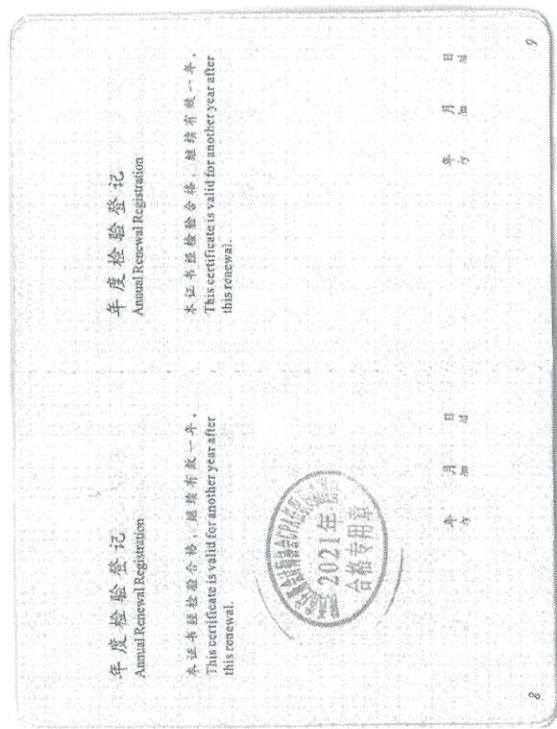 年度检验登记
Annual Renewal Registration
本证书经检验合格，继续有效一年。
This certificate is valid for another year after
this renewal.
2021年
合格专用章
年 月 日
/y /m /d
8
年度检验登记
Annual Renewal Registration
本证书经检验合格，继续有效一年。
This certificate is valid for another year after
this renewal.
年 月 日
/y /m /d
9